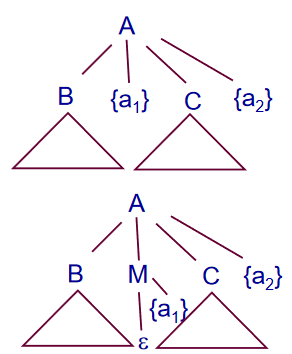 A
B {a₁} C {a₂}
A
B M C {a₂}
{a₁}
ε